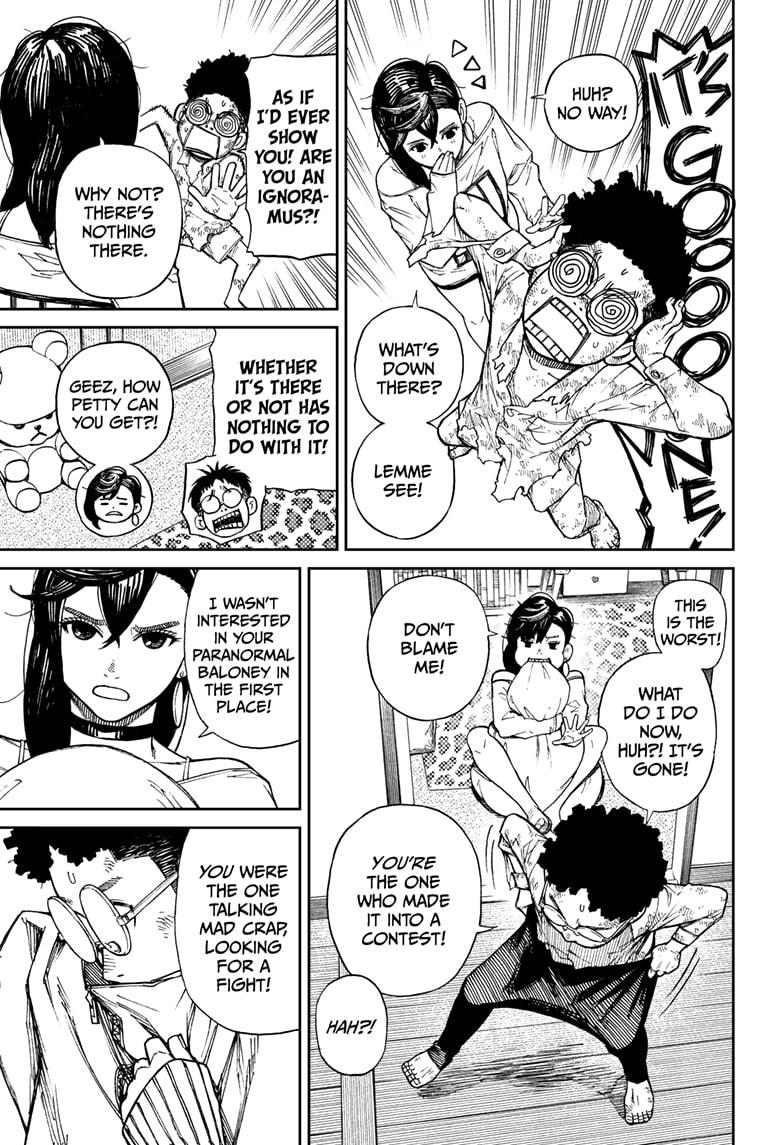 IT'S GOOOOONE!
HUH?
NO WAY!
WHAT'S
DOWN
THERE?
LEMME
SEE!
AS IF
I'D EVER
SHOW
YOU! ARE
YOU AN
IGNORA-
MUS?!
WHY NOT?
THERE'S
NOTHING
THERE.
WHETHER
IT'S THERE
OR NOT HAS
NOTHING TO
DO WITH IT!
GEEZ, HOW
PETTY CAN
YOU GET?!
THIS
IS THE
WORST!
WHAT
DO I DO
NOW,
HUH?! IT'S
GONE!
DON'T
BLAME
ME!
YOU'RE
THE ONE
WHO MADE
IT INTO A
CONTEST!
HAH?!
I WASN'T
INTERESTED
IN YOUR
PARANORMAL
BALONEY IN
THE FIRST
PLACE!
YOU WERE
THE ONE
TALKING
MAD CRAP,
LOOKING
FOR A
FIGHT!